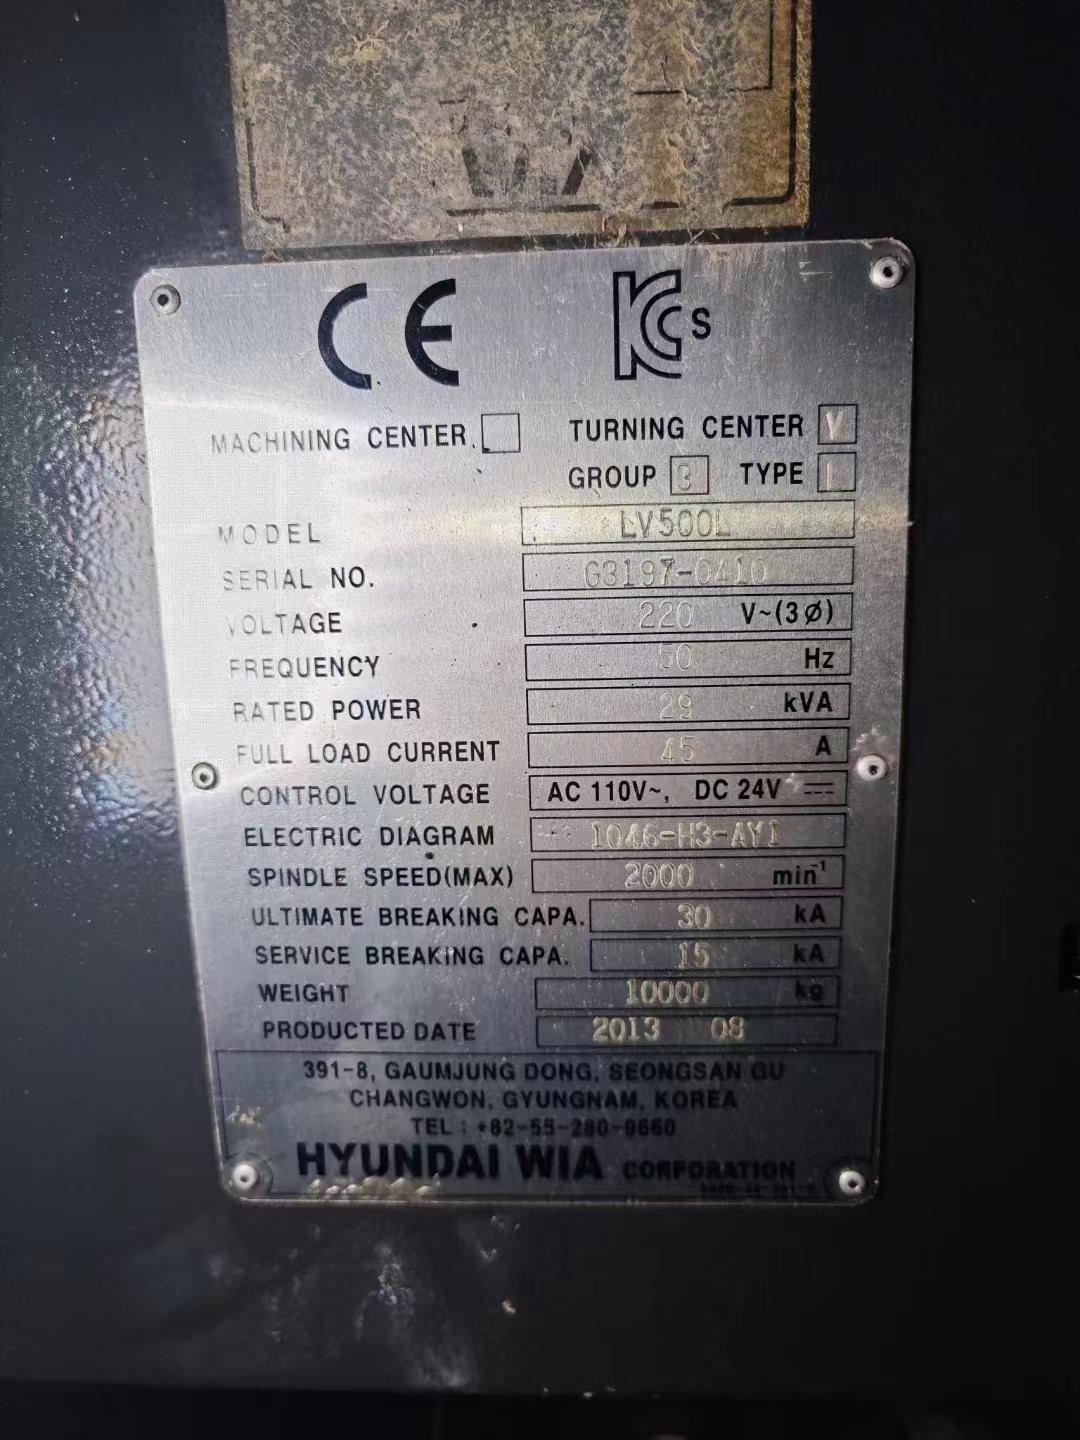 CE KCs
MACHINING CENTER. TURNING CENTER V
GROUP 3 TYPE I
MODEL LV500L
SERIAL NO. G3197-0410
VOLTAGE 220 V~(3Ø)
FREQUENCY 50 Hz
RATED POWER 29 kVA
FULL LOAD CURRENT 45 A
CONTROL VOLTAGE AC 110V~, DC 24V ⎓
ELECTRIC DIAGRAM 1046-H3-AY1
SPINDLE SPEED(MAX) 2000 min⁻¹
ULTIMATE BREAKING CAPA. 30 kA
SERVICE BREAKING CAPA. 15 kA
WEIGHT 10000 kg
PRODUCTED DATE 2013 08
391-8, GAUMJUNG DONG, SEONGSAN GU
CHANGWON, GYUNGNAM, KOREA
TEL : +82-55-280-9660
HYUNDAI WIA CORPORATION